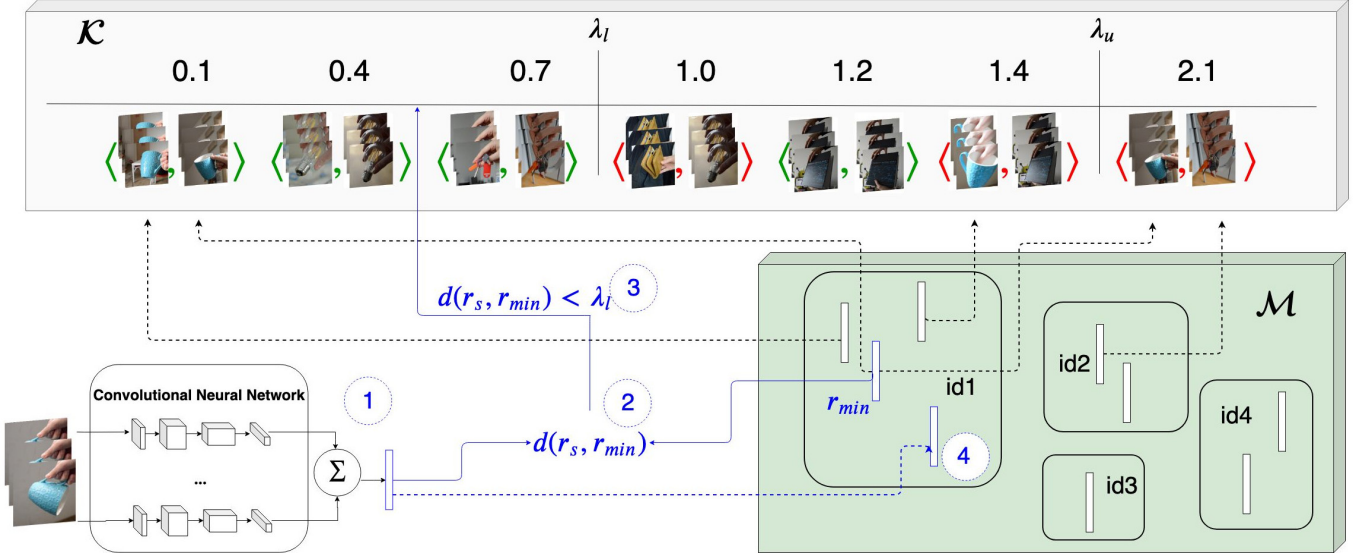 𝒦 λ_l λ_u
0.1 0.4 0.7 1.0 1.2 1.4 2.1
⟨ , ⟩ ⟨ , ⟩ ⟨ , ⟩ ⟨ , ⟩ ⟨ , ⟩ ⟨ , ⟩ ⟨ , ⟩
d(r_s, r_min) < λ_l 3
ℳ
id2
id1
Convolutional Neural Network
1
2
r_min
id4
d(r_s, r_min)
4
...
Σ
id3